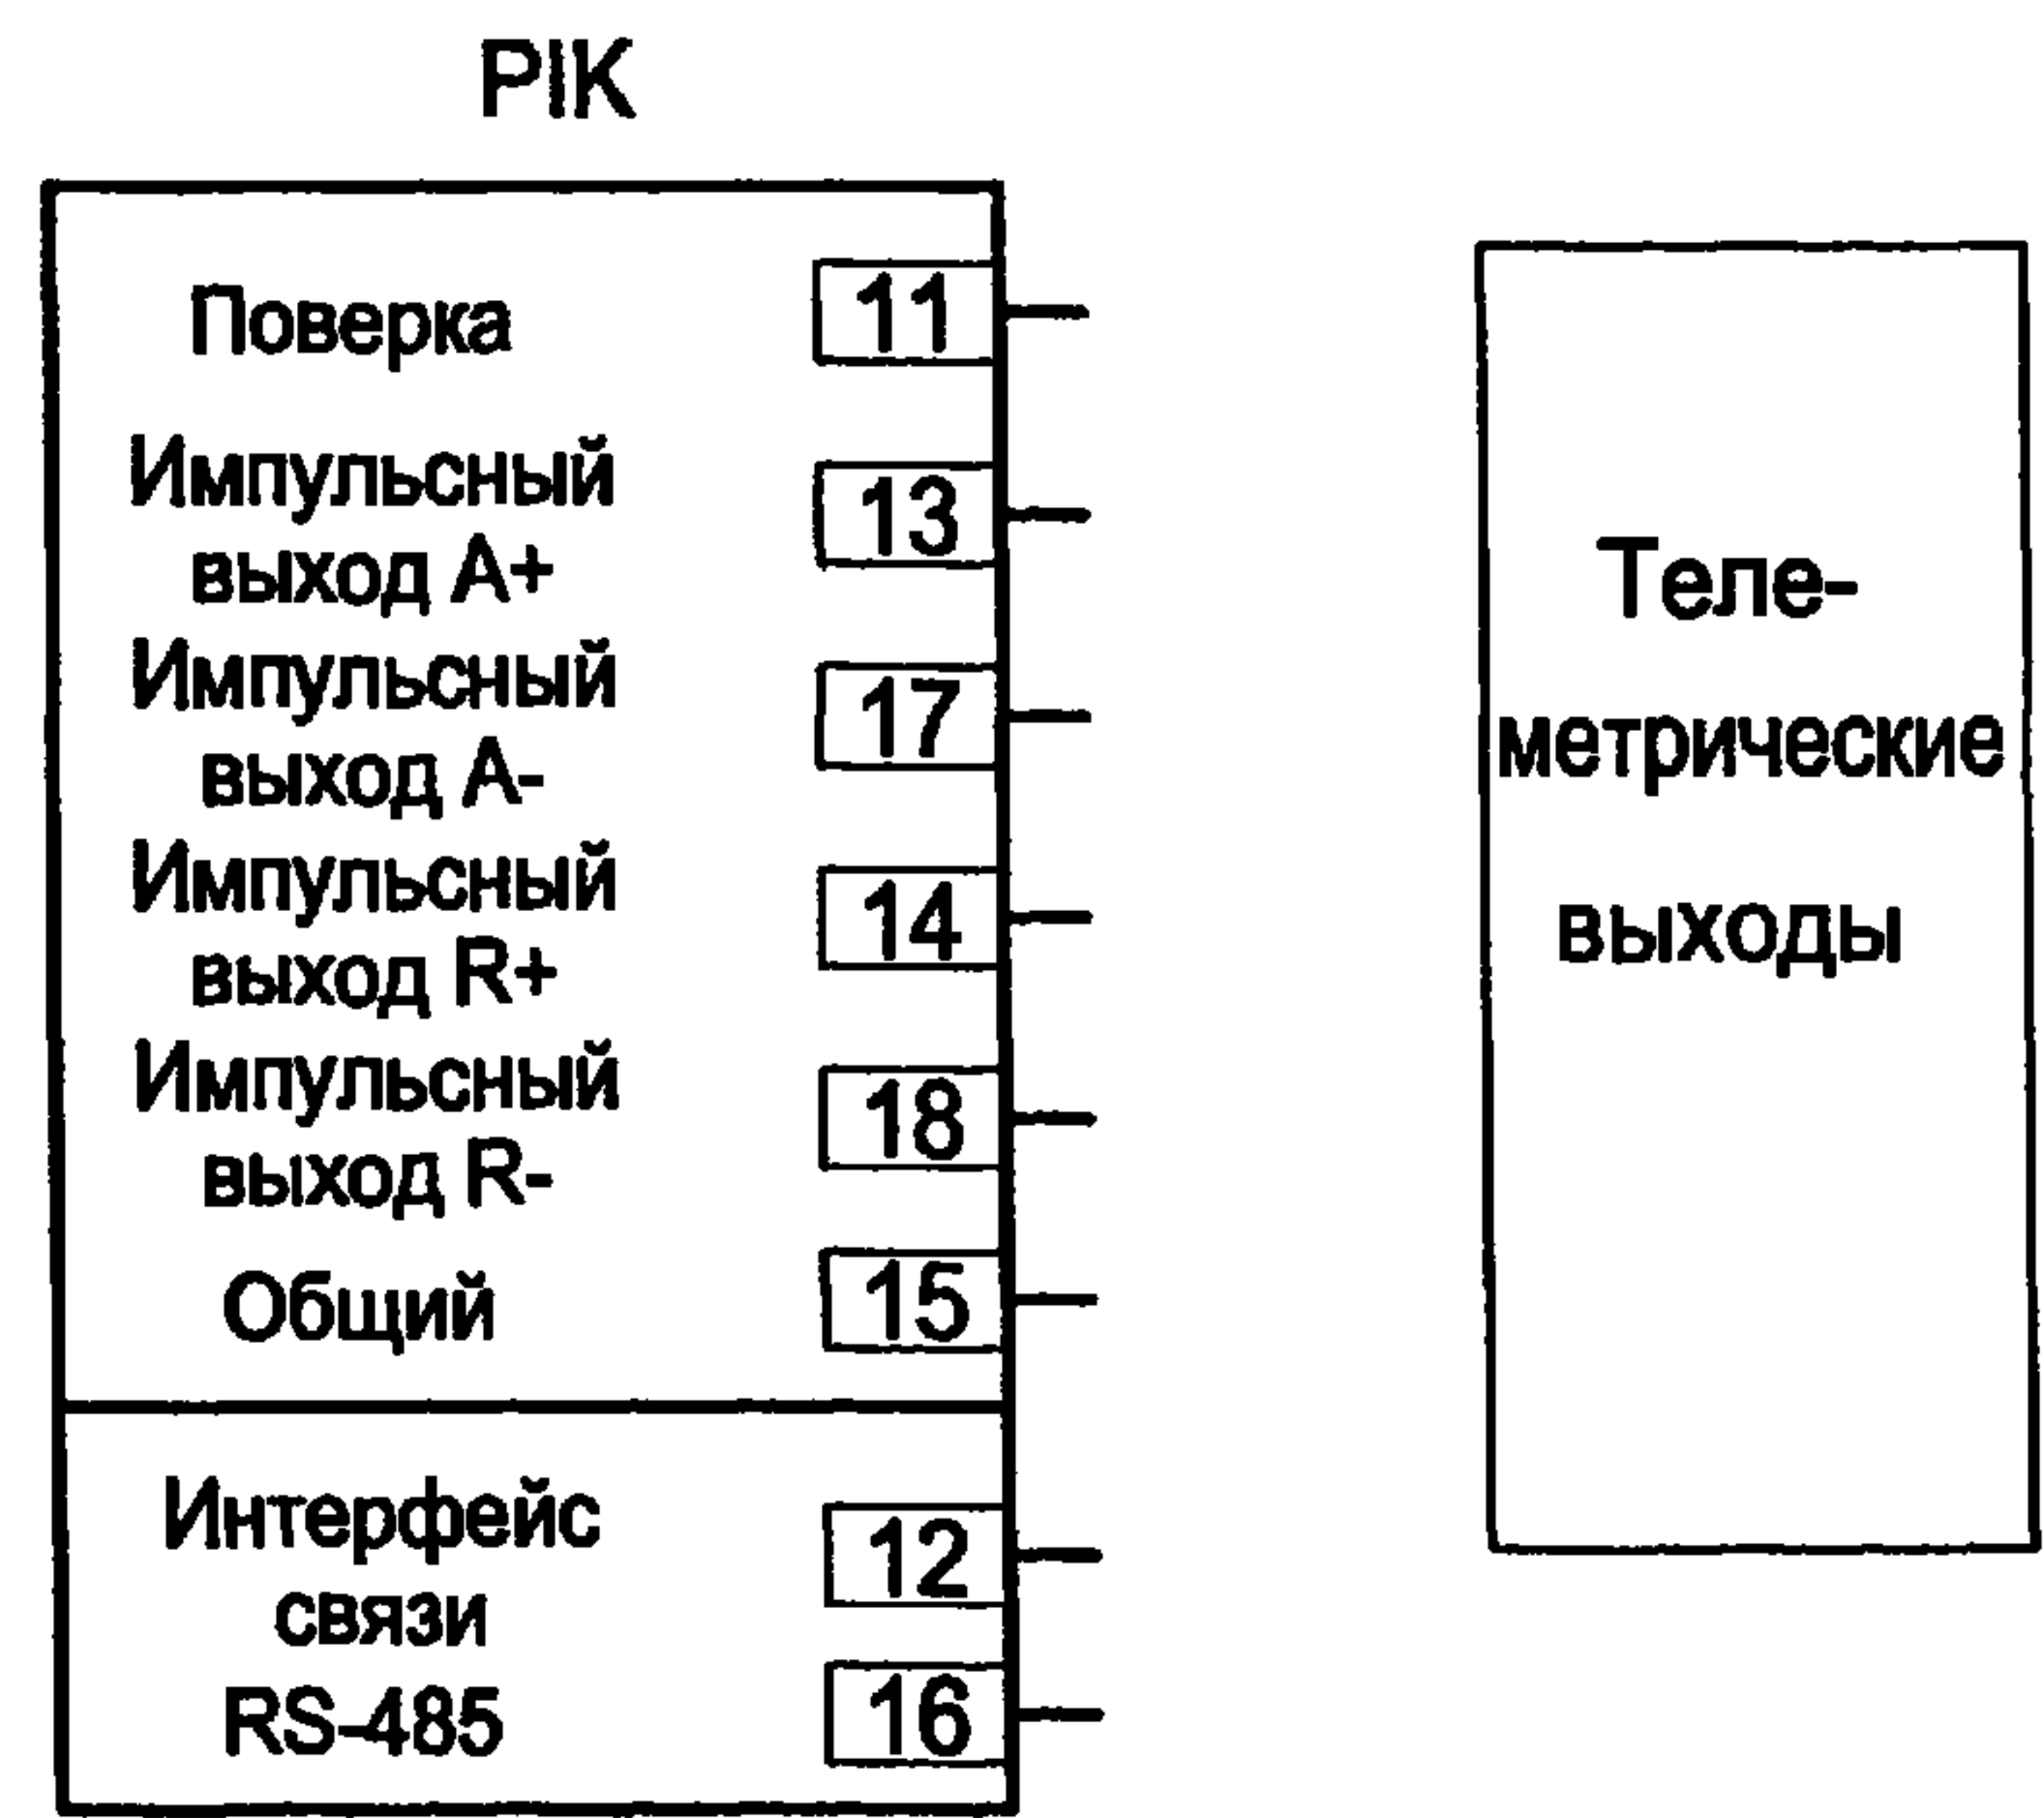 PIK
Поверка
11
Импульсный
выход A+
13
Импульсный
выход A-
17
Импульсный
выход R+
14
Импульсный
выход R-
18
Общий
15
Интерфейс
связи
RS-485
12
16
Теле-
метрические
выходы